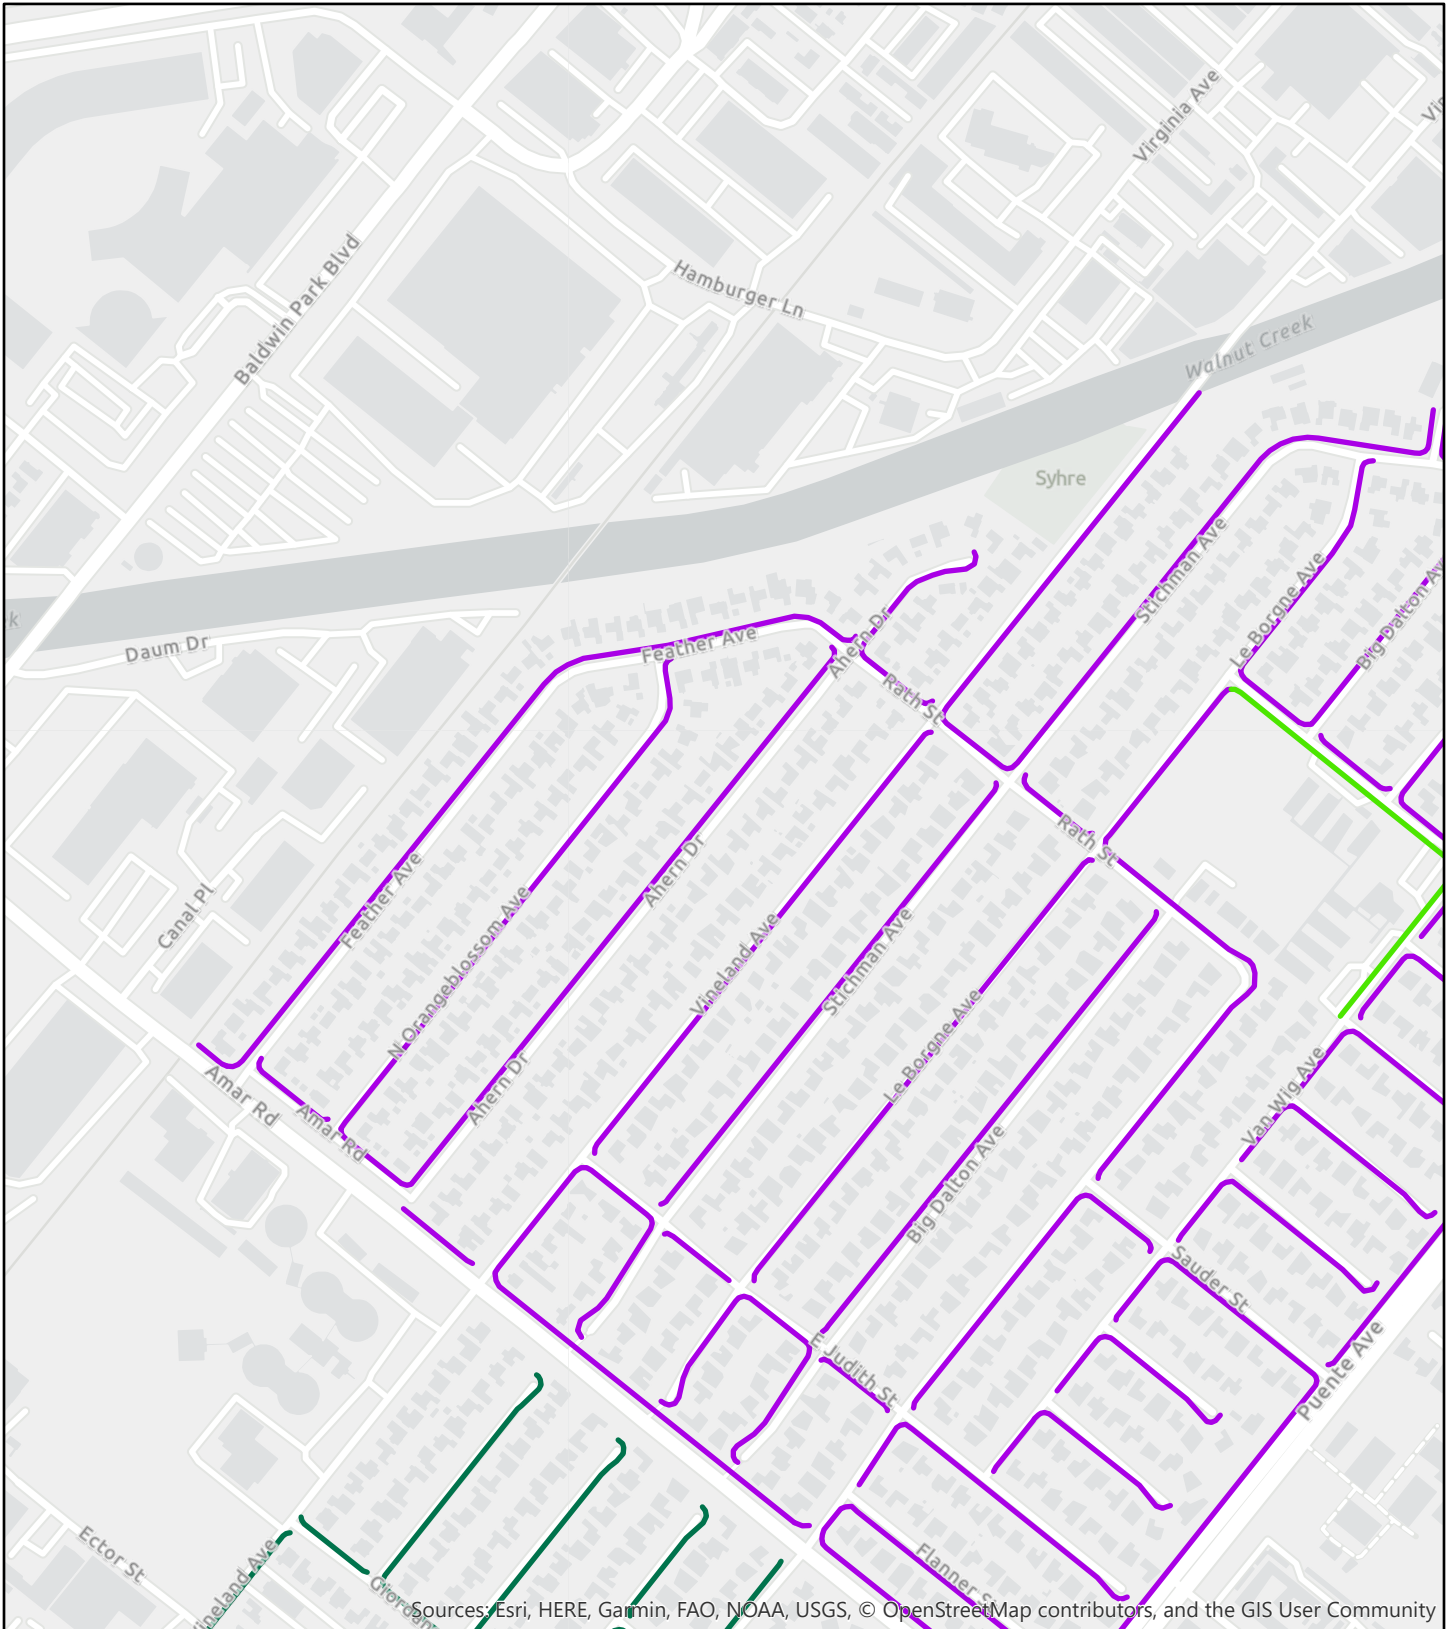 Virginia Ave
Baldwin Park Blvd
Hamburger Ln
Walnut Creek
Syhre
Stichman Ave
Le Borgne Ave
Big Dalton Av
Daum Dr
Feather Ave
Ahern Dr
Rath St
Rath St
Ahern Dr
Feather Ave
Canal Pl
N Orangeblossom Ave
Vineland Ave
Stichman Ave
Le Borgne Ave
Van Wig Ave
Amar Rd
Amar Rd
Ahern Dr
Big Dalton Ave
Sauder St
E Judith St
Puente Ave
Ector St
ineland Ave
Giordan
Flanner S
Sources: Esri, HERE, Garmin, FAO, NOAA, USGS, © OpenStreetMap contributors, and the GIS User Community